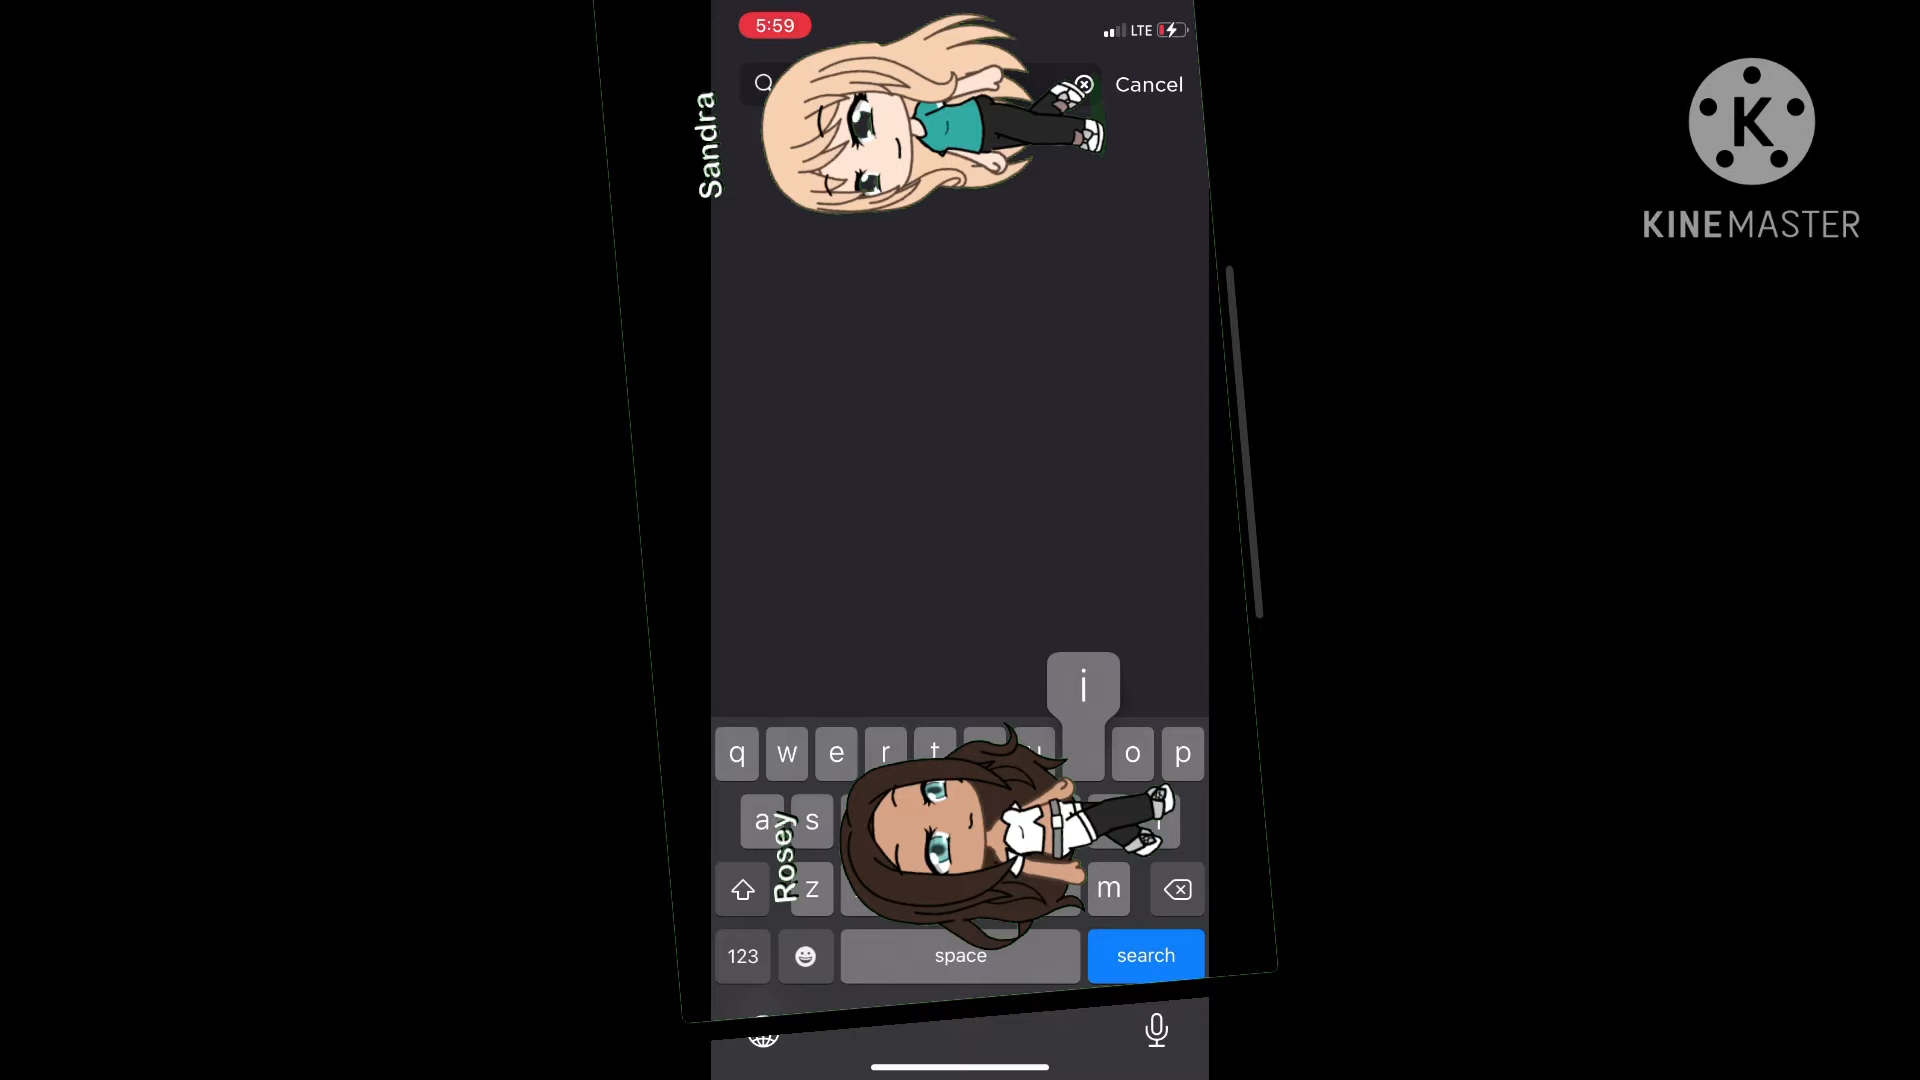 5:59
LTE
Cancel
Sandra
K
KINEMASTER
i
q w e r t u o p
a s
Rosey
z m
123 space search